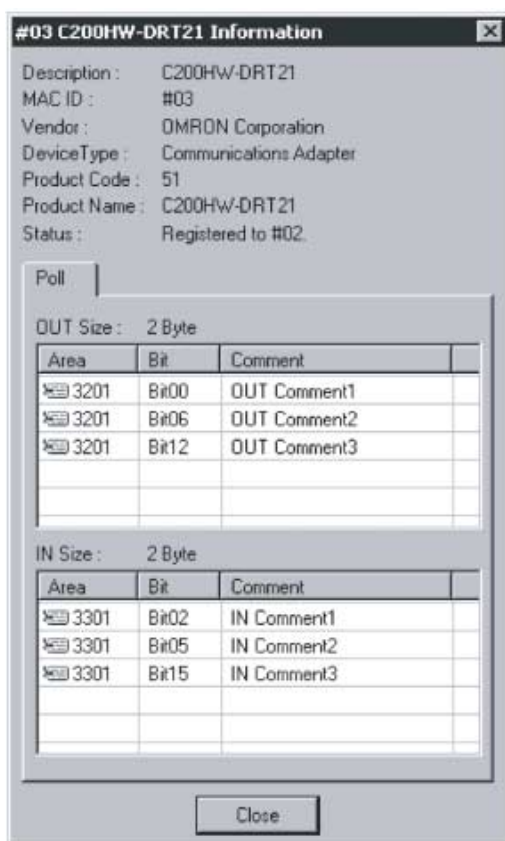 #03 C200HW-DRT21 Information
Description : C200HW-DRT21
MAC ID : #03
Vendor : OMRON Corporation
DeviceType : Communications Adapter
Product Code : 51
Product Name : C200HW-DRT21
Status : Registered to #02.
Poll
OUT Size : 2 Byte
Area Bit Comment
3201 Bit00 OUT Comment1
3201 Bit06 OUT Comment2
3201 Bit12 OUT Comment3
IN Size : 2 Byte
Area Bit Comment
3301 Bit02 IN Comment1
3301 Bit05 IN Comment2
3301 Bit15 IN Comment3
Close